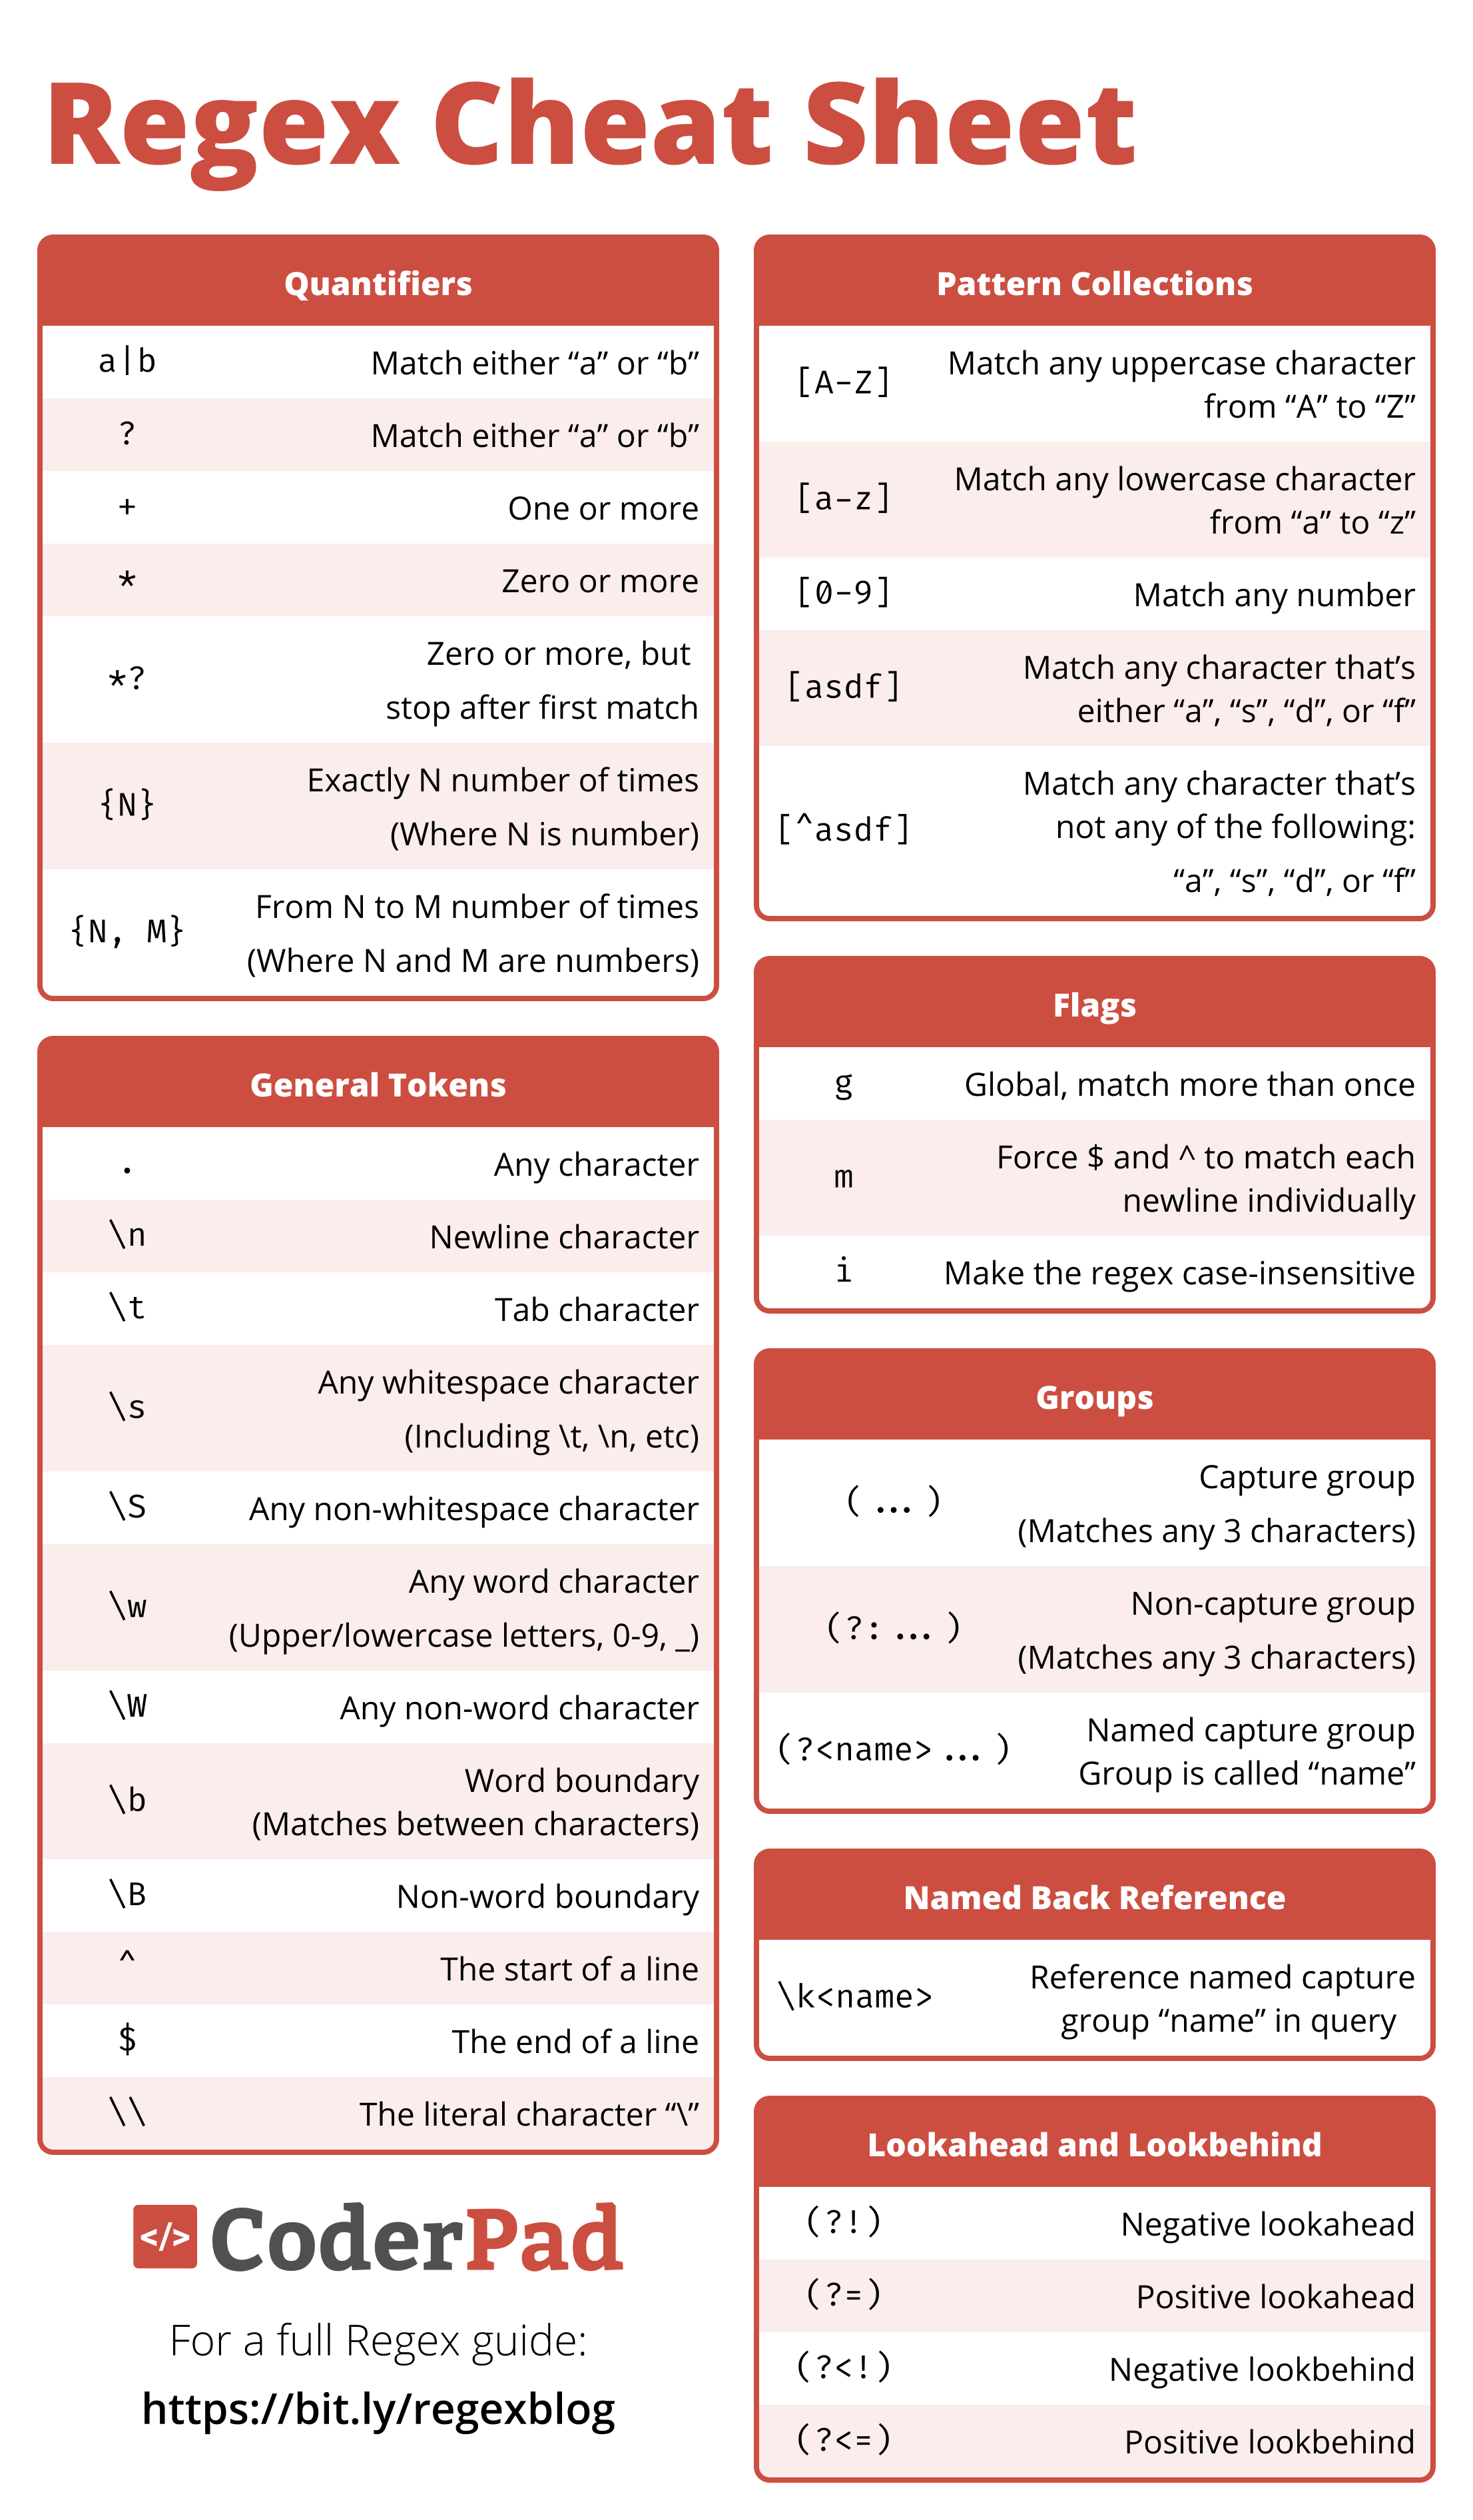 Regex Cheat Sheet
Quantifiers
a|b Match either “a” or “b”
? Match either “a” or “b”
+ One or more
* Zero or more
*? Zero or more, but
stop after first match
{N} Exactly N number of times
(Where N is number)
{N, M} From N to M number of times
(Where N and M are numbers)
General Tokens
. Any character
\n Newline character
\t Tab character
\s Any whitespace character
(Including \t, \n, etc)
\S Any non-whitespace character
\w Any word character
(Upper/lowercase letters, 0-9, _)
\W Any non-word character
\b Word boundary
(Matches between characters)
\B Non-word boundary
^ The start of a line
$ The end of a line
\\ The literal character “\”
</> CoderPad
For a full Regex guide:
https://bit.ly/regexblog
Pattern Collections
[A-Z] Match any uppercase character
from “A” to “Z”
[a-z] Match any lowercase character
from “a” to “z”
[0-9] Match any number
[asdf] Match any character that’s
either “a”, “s”, “d”, or “f”
[^asdf] Match any character that’s
not any of the following:
“a”, “s”, “d”, or “f”
Flags
g Global, match more than once
m Force $ and ^ to match each
newline individually
i Make the regex case-insensitive
Groups
(...) Capture group
(Matches any 3 characters)
(?:...) Non-capture group
(Matches any 3 characters)
(?<name>...) Named capture group
Group is called “name”
Named Back Reference
\k<name> Reference named capture
group “name” in query
Lookahead and Lookbehind
(?!) Negative lookahead
(?=) Positive lookahead
(?<!) Negative lookbehind
(?<=) Positive lookbehind